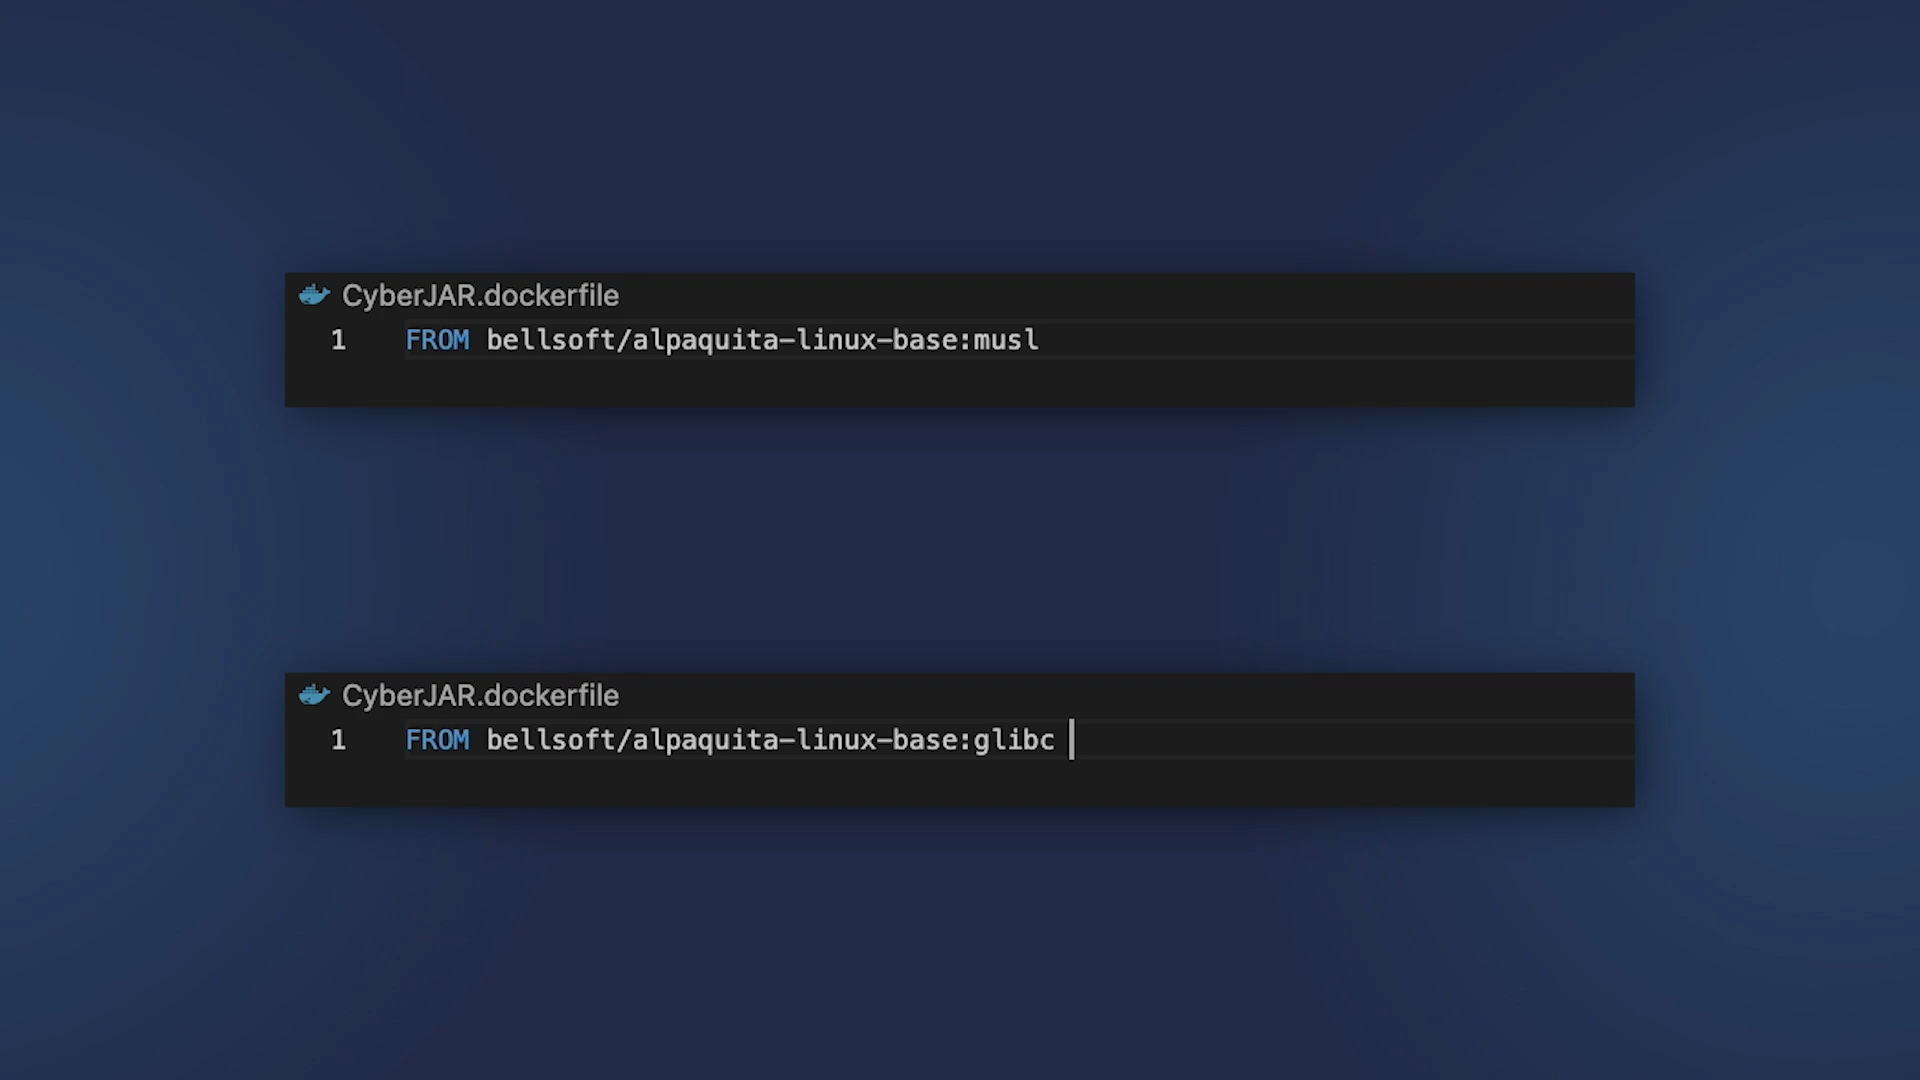 CyberJAR.dockerfile
1 FROM bellsoft/alpaquita-linux-base:musl
CyberJAR.dockerfile
1 FROM bellsoft/alpaquita-linux-base:glibc